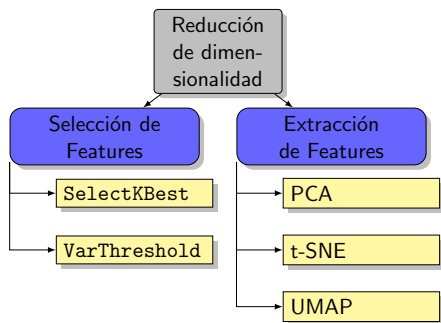 Reducción
de dimen-
sionalidad
Selección de
Features
SelectKBest
VarThreshold
Extracción
de Features
PCA
t-SNE
UMAP